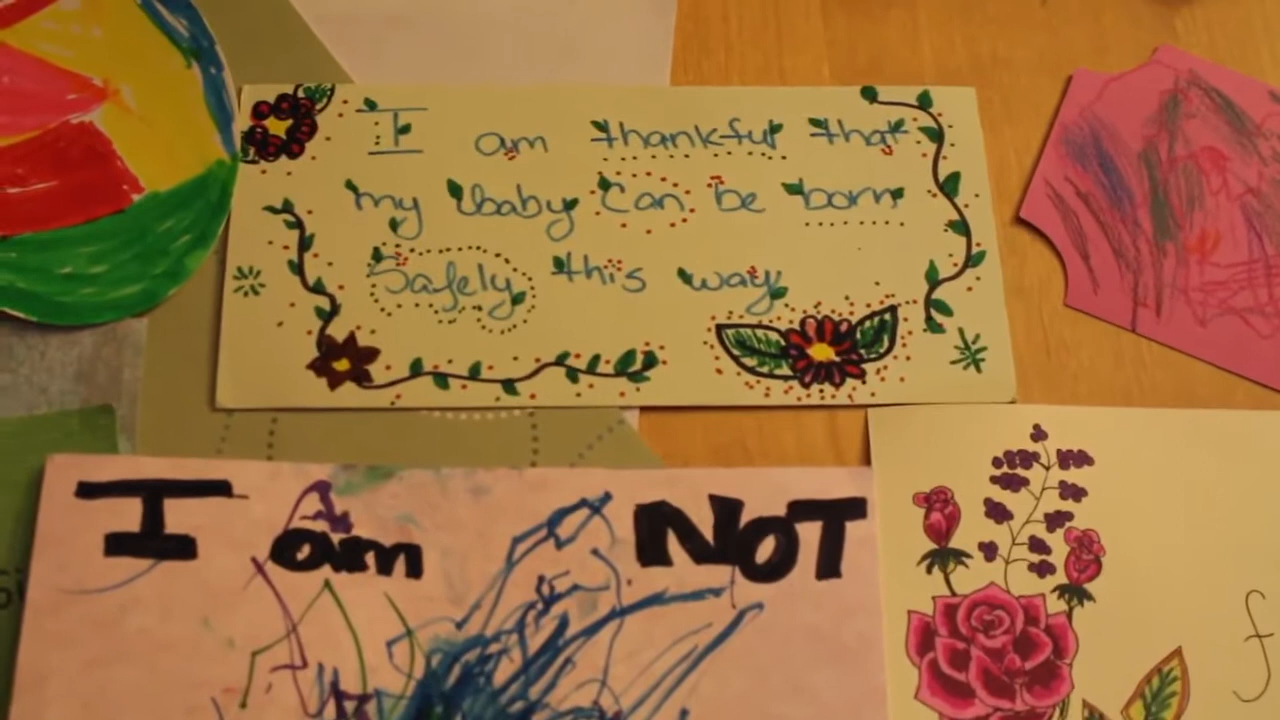 I am thankful that
my baby can be born
Safely this way
I am NOT
f